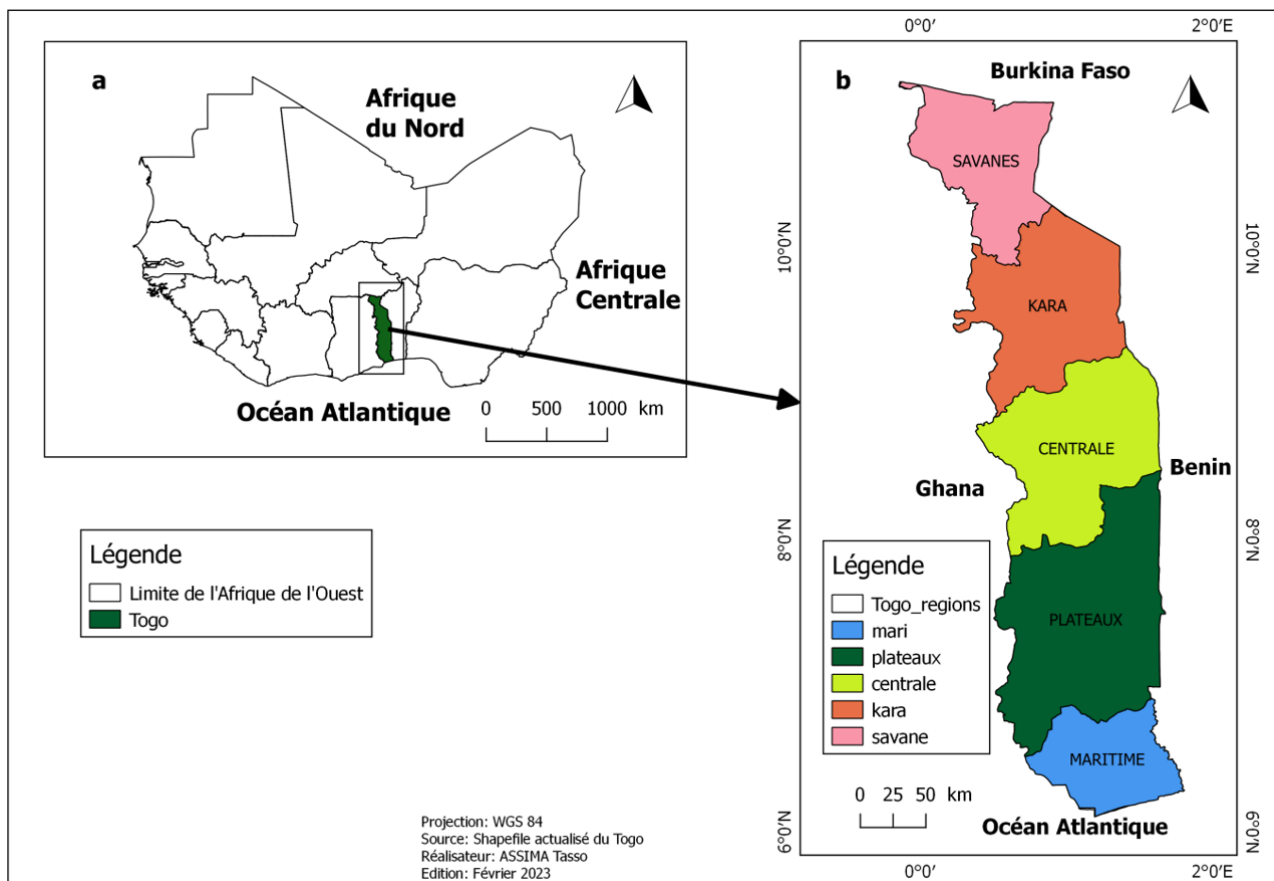 a
Afrique
du Nord
Afrique
Centrale
Océan Atlantique
0 500 1000 km
Légende
Limite de l'Afrique de l'Ouest
Togo
Projection: WGS 84
Source: Shapefile actualisé du Togo
Réalisateur: ASSIMA Tasso
Edition: Février 2023
0°0′ 2°0′E
b
Burkina Faso
SAVANES
10°0′N 10°0′N
KARA
CENTRALE
Benin
Ghana
8°0′N 8°0′N
Légende
Togo_regions
mari
plateaux
centrale
kara
savane
PLATEAUX
MARITIME
0 25 50 km
Océan Atlantique
6°0′N 6°0′N
0°0′ 2°0′E